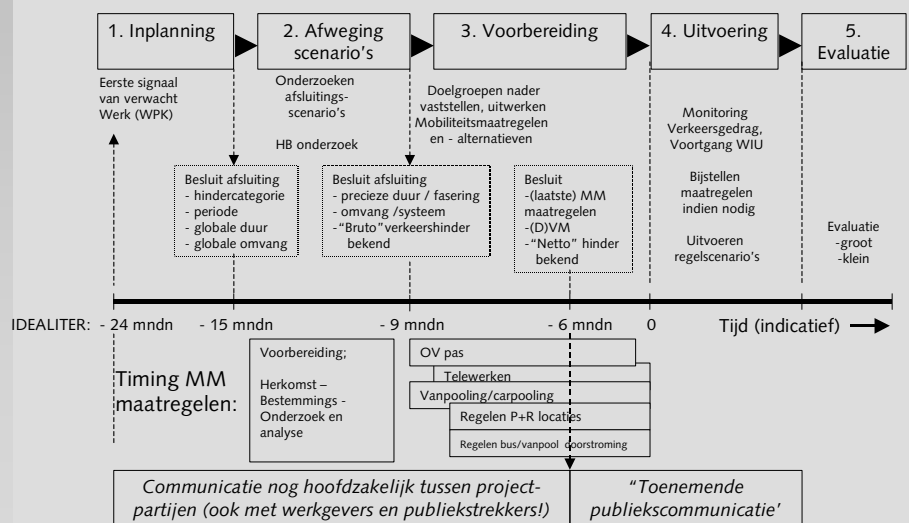 1. Inplanning
2. Afweging
scenario's
3. Voorbereiding
4. Uitvoering
5.
Evaluatie
Eerste signaal
van verwacht
Werk (WPK)
Onderzoeken
afsluitings-
scenario's
HB onderzoek
Doelgroepen nader
vaststellen, uitwerken
Mobiliteitsmaatregelen
en - alternatieven
Monitoring
Verkeersgedrag,
Voortgang WIU
Bijstellen
maatregelen
indien nodig
Uitvoeren
regelscenario's
Evaluatie
-groot
-klein
Besluit afsluiting
- hindercategorie
- periode
- globale duur
- globale omvang
Besluit afsluiting
- precieze duur / fasering
- omvang /systeem
-“Bruto”verkeershinder
bekend
Besluit
-(laatste) MM
maatregelen
-(D)VM
-“Netto” hinder
bekend
IDEALITER: - 24 mndn - 15 mndn - 9 mndn - 6 mndn 0 Tijd (indicatief)
Timing MM
maatregelen:
Voorbereiding;
Herkomst –
Bestemmings -
Onderzoek en
analyse
OV pas
Telewerken
Vanpooling/carpooling
Regelen P+R locaties
Regelen bus/vanpool doorstroming
Communicatie nog hoofdzakelijk tussen project-
partijen (ook met werkgevers en publiekstrekkers!)
“Toenemende
publiekscommunicatie’